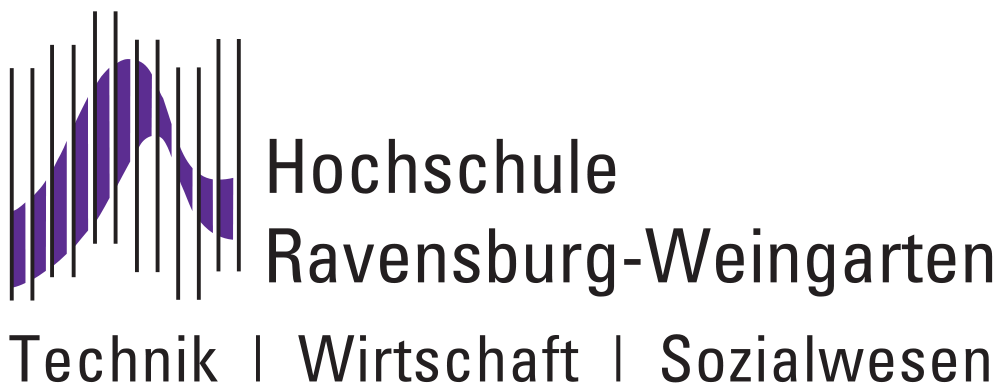 Hochschule
Ravensburg-Weingarten
Technik | Wirtschaft | Sozialwesen